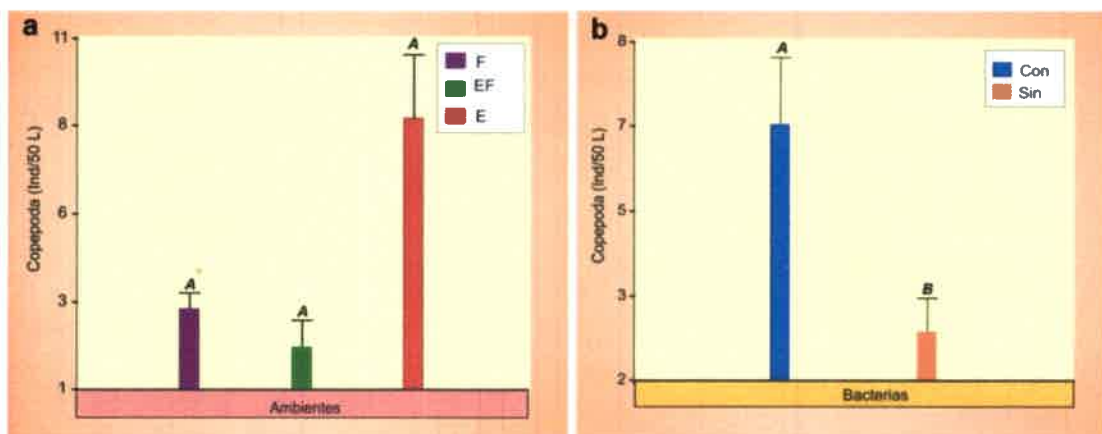 a
11
8
6
3
1
Copepoda (Ind/50 L)
A
A
A
F
EF
E
Ambientes
b
8
7
5
3
2
Copepoda (Ind/50 L)
A
B
Con
Sin
Bacterias